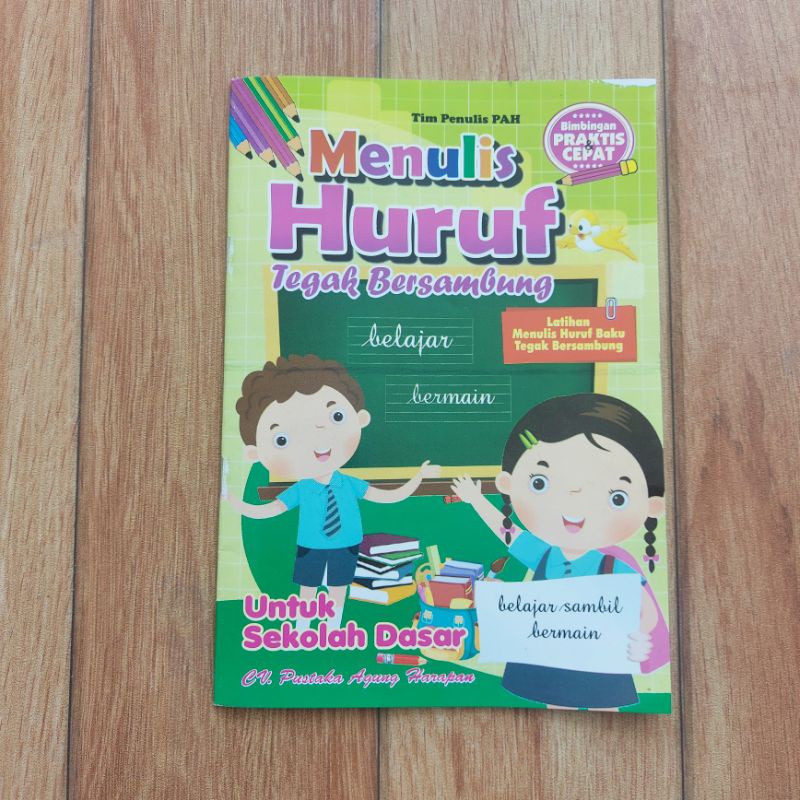 Tim Penulis PAH
Bimbingan
PRAKTIS
&
CEPAT
Menulis
Huruf
Tegak Bersambung
belajar
bermain
Latihan
Menulis Huruf Baku
Tegak Bersambung
belajar sambil
bermain
Untuk
Sekolah Dasar
CV. Pustaka Agung Harapan